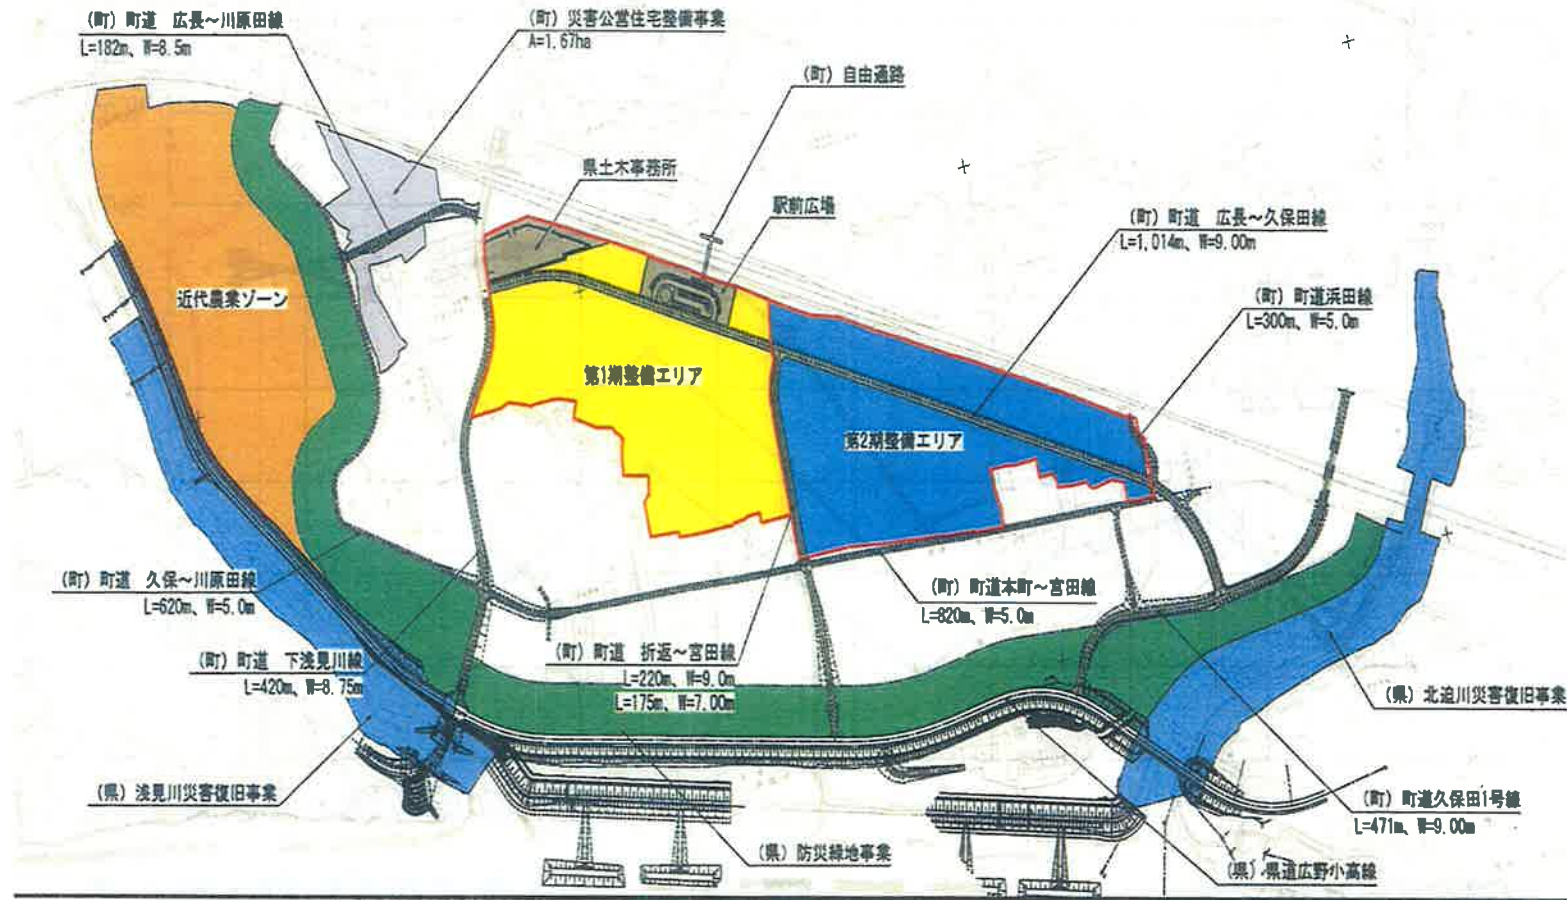 (町) 町道 広長～川原田線
L=182m、W=8.5m
(町) 災害公営住宅整備事業
A=1.67ha
(町) 自由通路
県土木事務所
駅前広場
(町) 町道 広長～久保田線
L=1,014m、W=9.00m
(町) 町道浜田線
L=300m、W=5.0m
近代農業ゾーン
第1期整備エリア
第2期整備エリア
(町) 町道 久保～川原田線
L=620m、W=5.0m
(町) 町道本町～宮田線
L=820m、W=5.0m
(町) 町道 下浅見川線
L=420m、W=8.75m
(町) 町道 折返～宮田線
L=220m、W=9.0m
L=175m、W=7.00m
(県) 北迫川災害復旧事業
(県) 浅見川災害復旧事業
(町) 町道久保田1号線
L=471m、W=9.00m
(県) 防災緑地事業
(県) 県道広野小高線